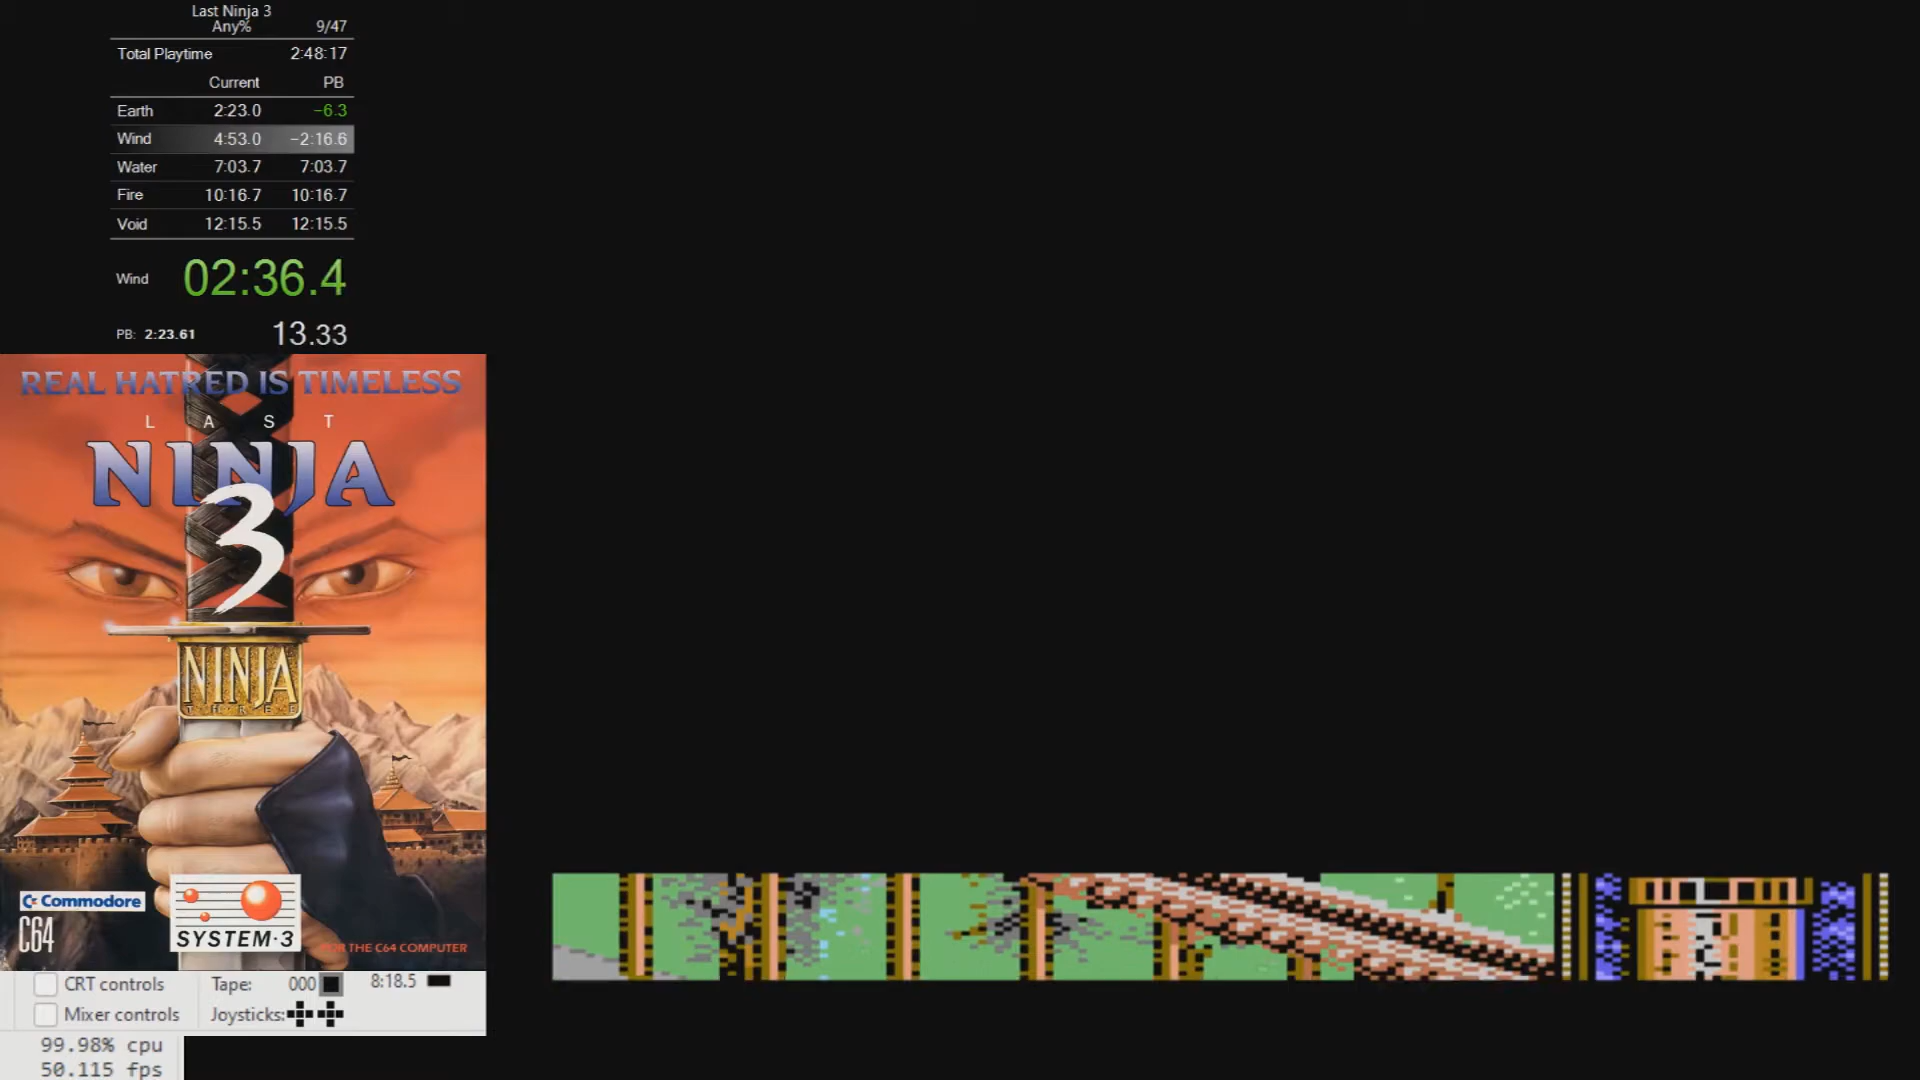 Last Ninja 3
Any% 9/47
Total Playtime 2:48:17
Current PB
Earth 2:23.0 −6.3
Wind 4:53.0 −2:16.6
Water 7:03.7 7:03.7
Fire 10:16.7 10:16.7
Void 12:15.5 12:15.5
Wind 02:36.4
PB: 2:23.61 13.33
REAL HATRED IS TIMELESS
LAST
NINJA
3
NINJA
THREE
Commodore
C64
SYSTEM·3
FOR THE C64 COMPUTER
CRT controls Tape: 000 8:18.5
Mixer controls Joysticks:
99.98% cpu
50.115 fps